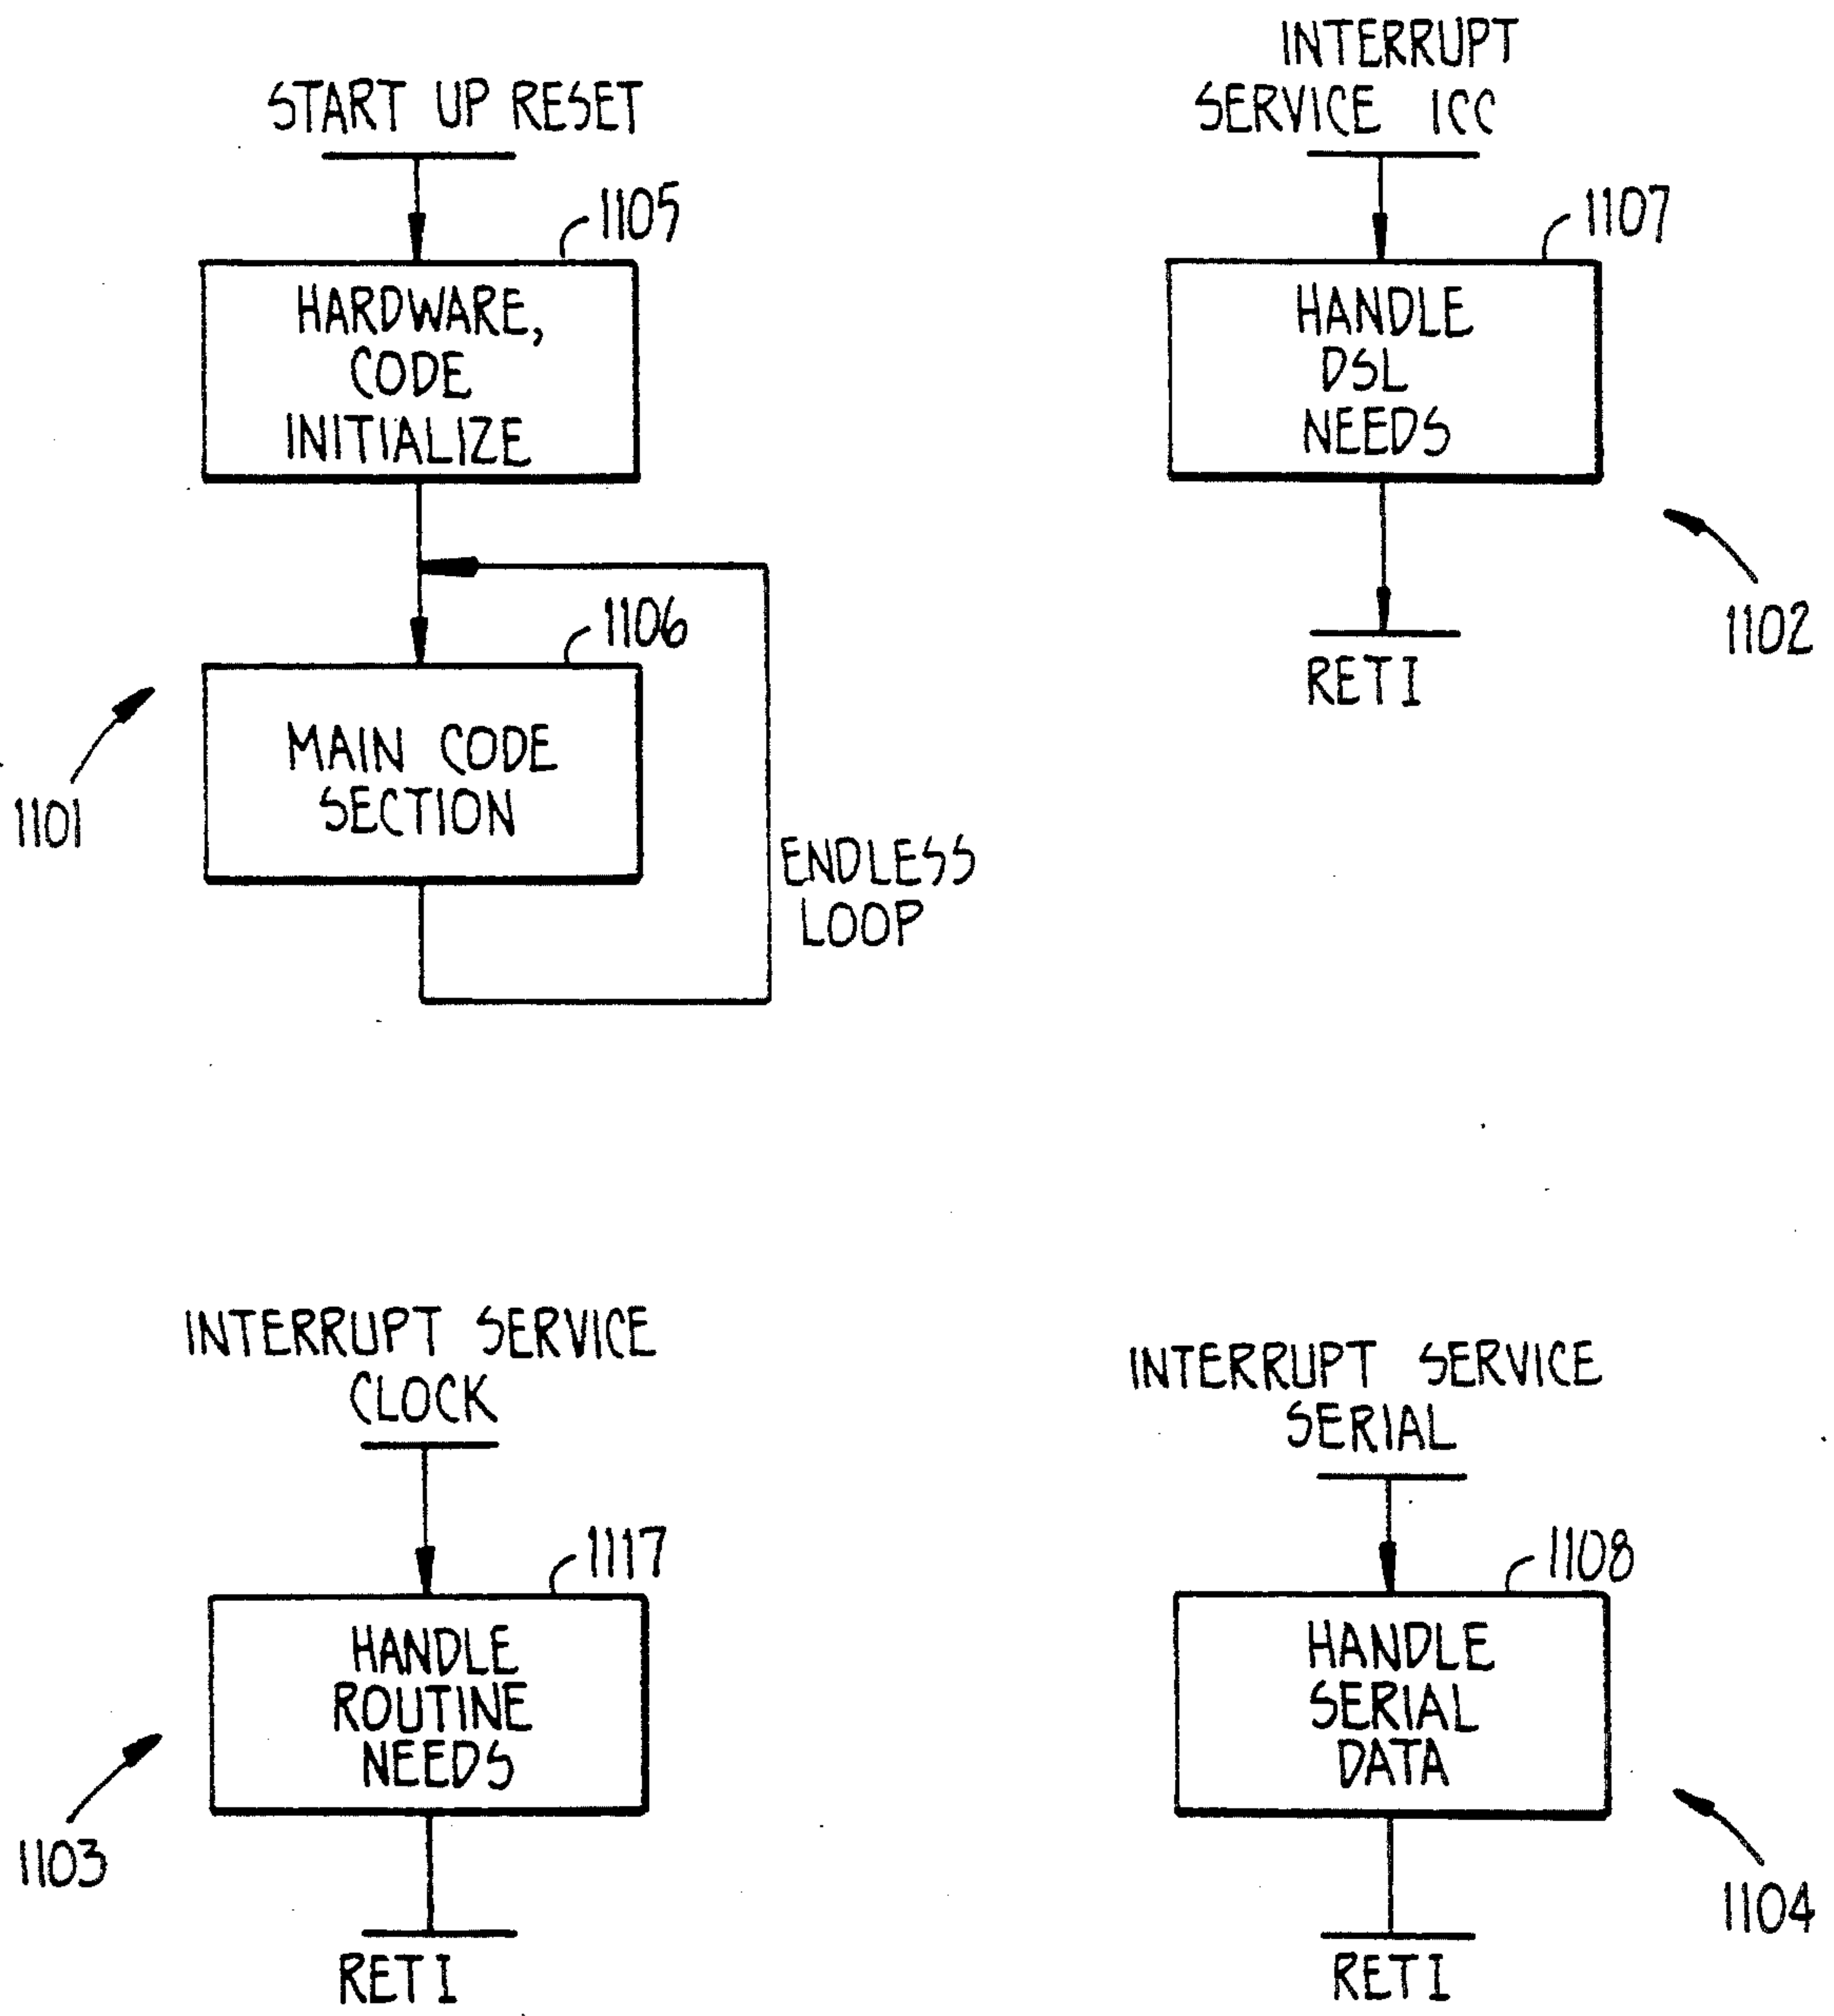 START UP RESET
1105
HARDWARE,
CODE
INITIALIZE
1106
MAIN CODE
SECTION
1101
ENDLESS
LOOP
INTERRUPT
SERVICE ICC
1107
HANDLE
DSL
NEEDS
1102
RETI
INTERRUPT SERVICE
CLOCK
1117
HANDLE
ROUTINE
NEEDS
1103
RETI
INTERRUPT SERVICE
SERIAL
1108
HANDLE
SERIAL
DATA
1104
RETI